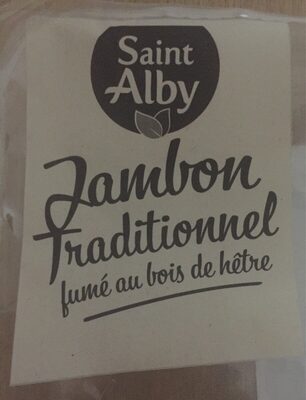 Saint
Alby
Jambon
Traditionnel
fumé au bois de hêtre